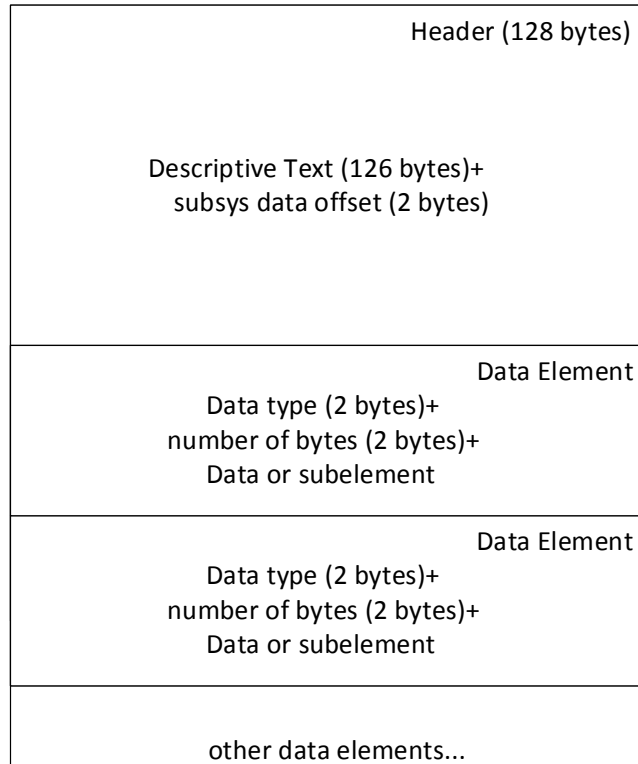 Header (128 bytes)
Descriptive Text (126 bytes)+
subsys data offset (2 bytes)
Data Element
Data type (2 bytes)+
number of bytes (2 bytes)+
Data or subelement
Data Element
Data type (2 bytes)+
number of bytes (2 bytes)+
Data or subelement
other data elements...